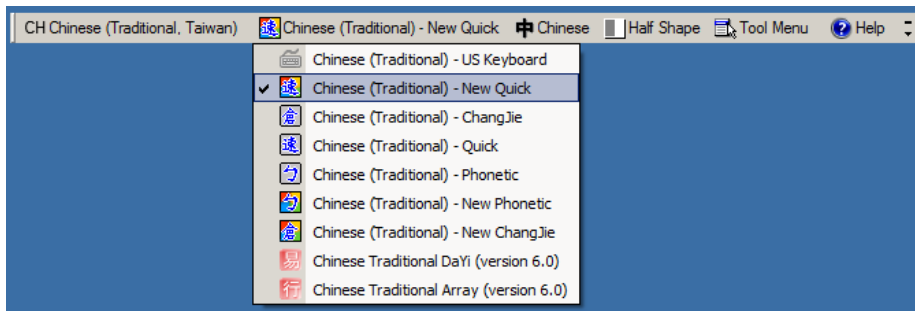 CH Chinese (Traditional, Taiwan) 速 Chinese (Traditional) - New Quick 中 Chinese Half Shape Tool Menu ? Help
Chinese (Traditional) - US Keyboard
速 Chinese (Traditional) - New Quick
倉 Chinese (Traditional) - ChangJie
速 Chinese (Traditional) - Quick
ㄅ Chinese (Traditional) - Phonetic
ㄅ Chinese (Traditional) - New Phonetic
倉 Chinese (Traditional) - New ChangJie
易 Chinese Traditional DaYi (version 6.0)
行 Chinese Traditional Array (version 6.0)